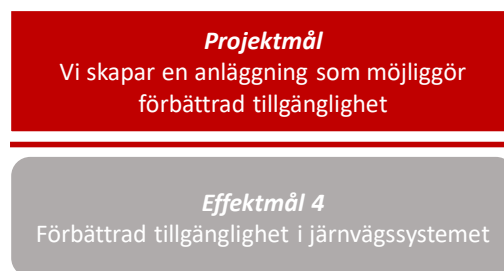 Projektmål
Vi skapar en anläggning som möjliggör
förbättrad tillgänglighet
Effektmål 4
Förbättrad tillgänglighet i järnvägssystemet